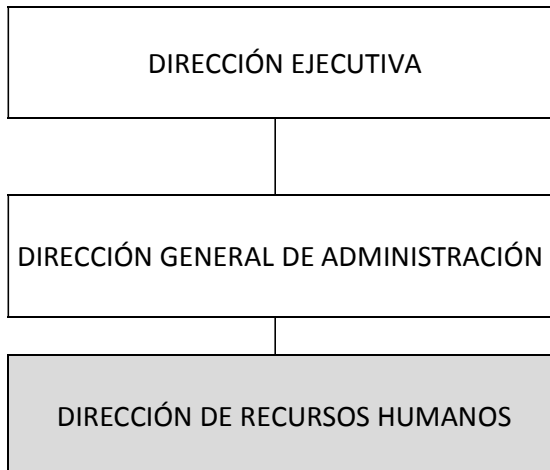 DIRECCIÓN EJECUTIVA
DIRECCIÓN GENERAL DE ADMINISTRACIÓN
DIRECCIÓN DE RECURSOS HUMANOS